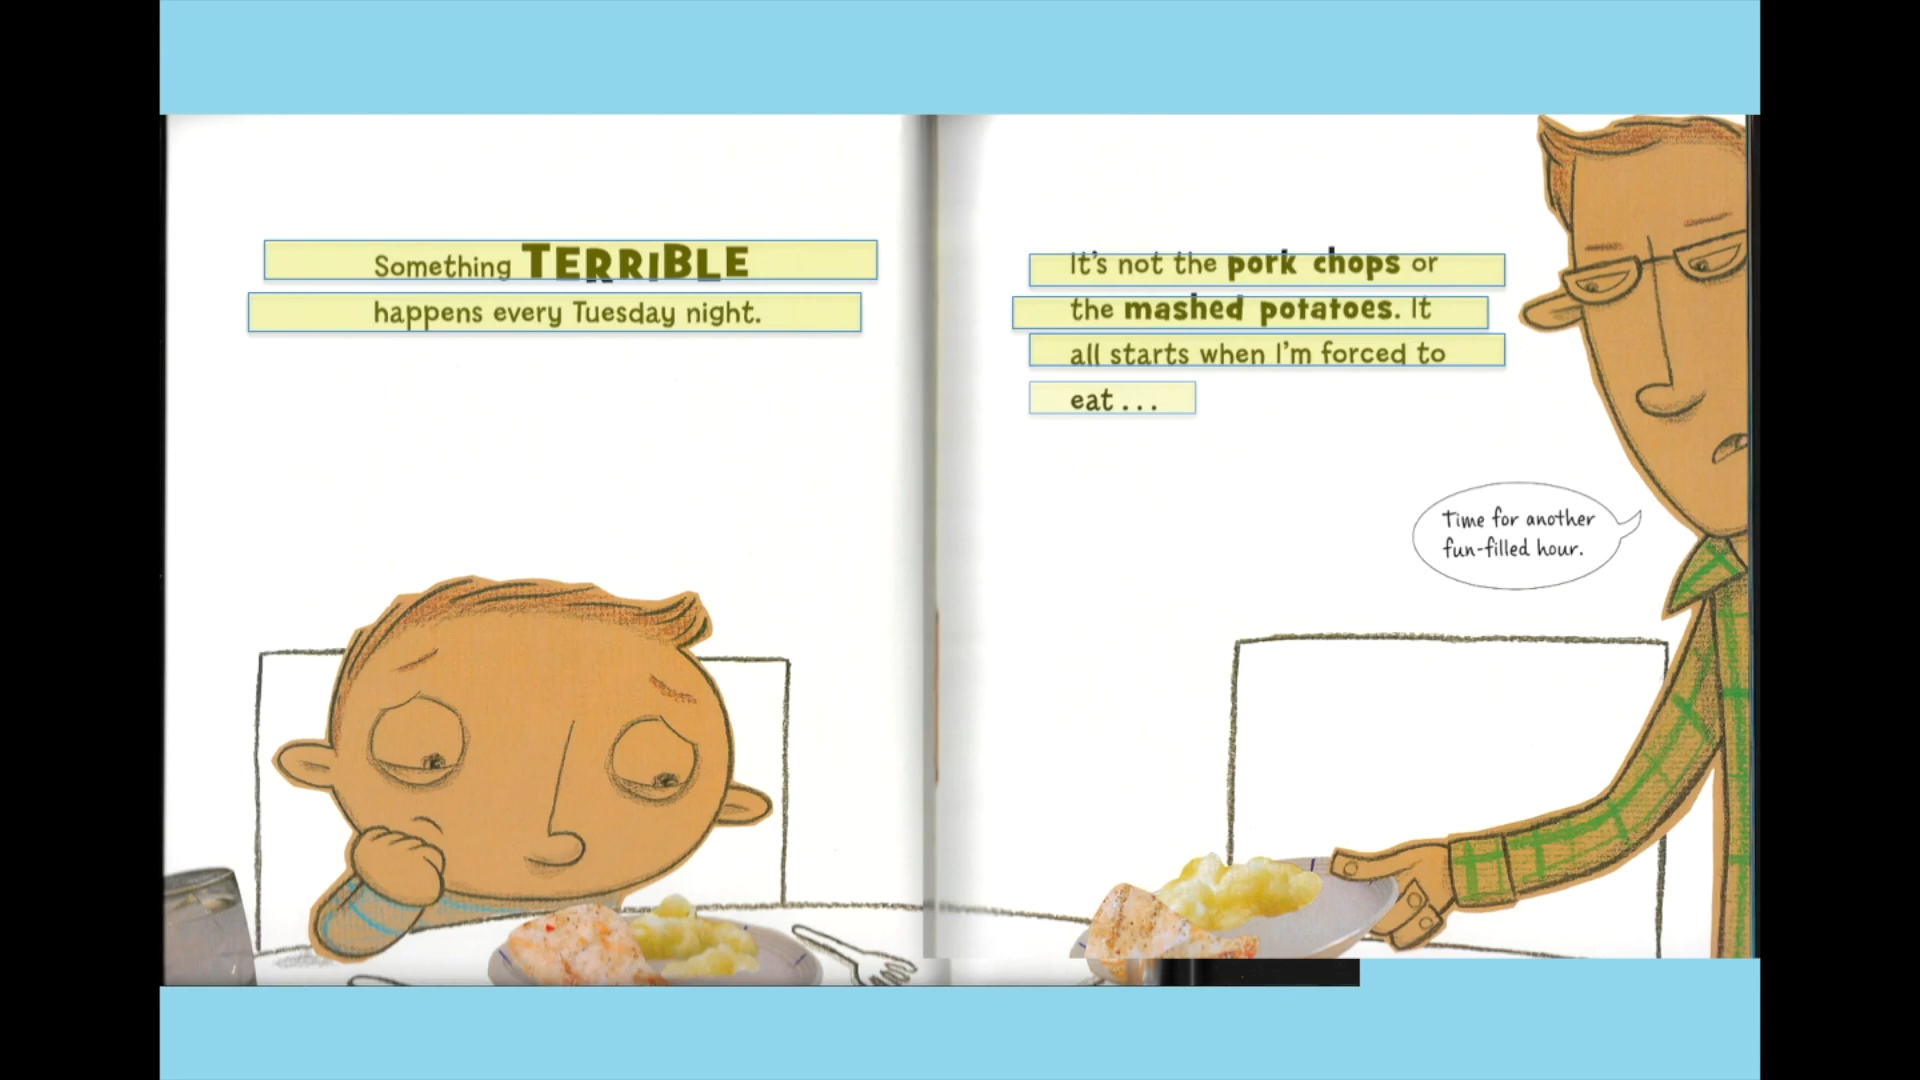 Something TERRIBLE
happens every Tuesday night.
It's not the pork chops or
the mashed potatoes. It
all starts when I'm forced to
eat ...
Time for another
fun-filled hour.